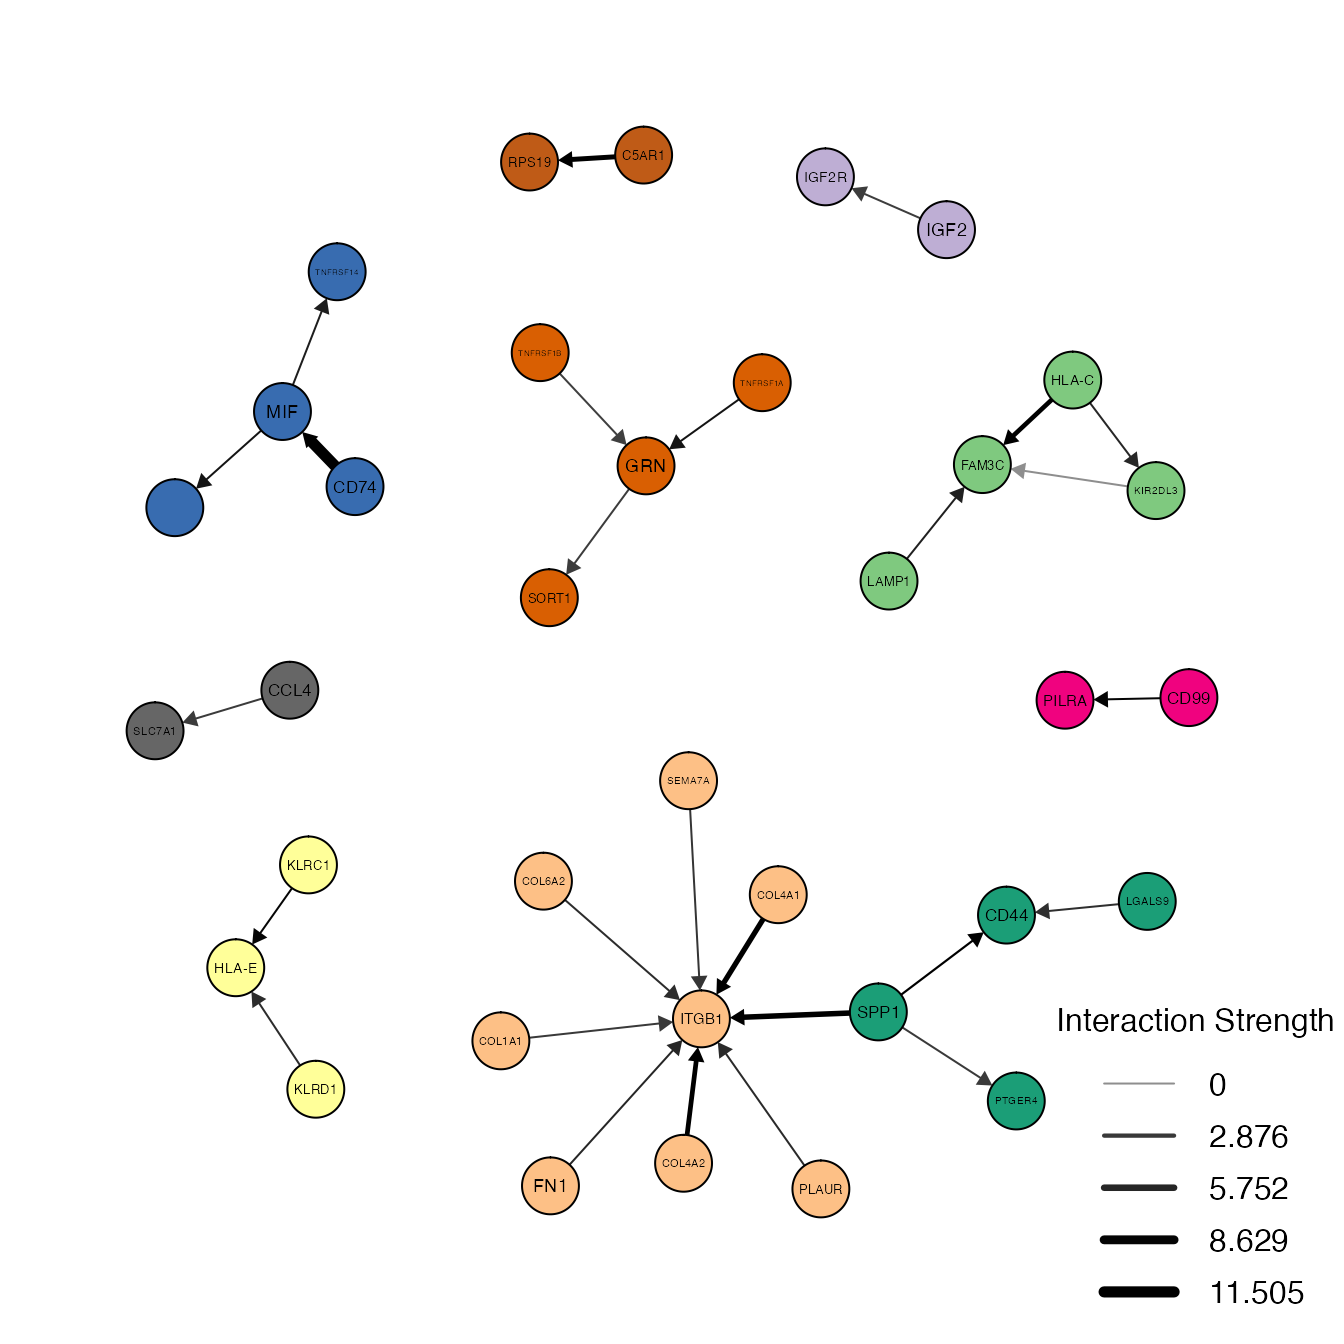 RPS19
C5AR1
IGF2R
IGF2
TNFRSF14
MIF
CD74
TNFRSF1B
TNFRSF1A
GRN
SORT1
HLA-C
FAM3C
KIR2DL3
LAMP1
CCL4
SLC7A1
PILRA
CD99
SEMA7A
KLRC1
COL6A2
COL4A1
CD44
LGALS9
HLA-E
ITGB1
SPP1
COL1A1
KLRD1
PTGER4
FN1
COL4A2
PLAUR
Interaction Strength
0
2.876
5.752
8.629
11.505